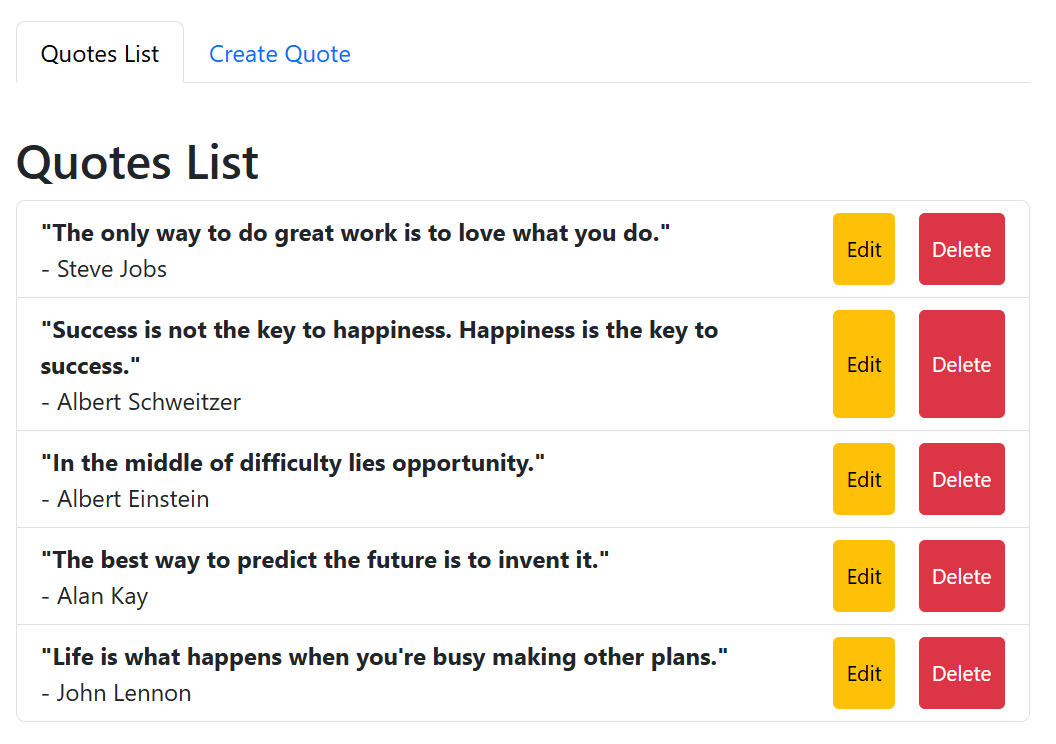 Quotes List
Create Quote
Quotes List
"The only way to do great work is to love what you do."
- Steve Jobs
Edit
Delete
"Success is not the key to happiness. Happiness is the key to
success."
- Albert Schweitzer
Edit
Delete
"In the middle of difficulty lies opportunity."
- Albert Einstein
Edit
Delete
"The best way to predict the future is to invent it."
- Alan Kay
Edit
Delete
"Life is what happens when you're busy making other plans."
- John Lennon
Edit
Delete